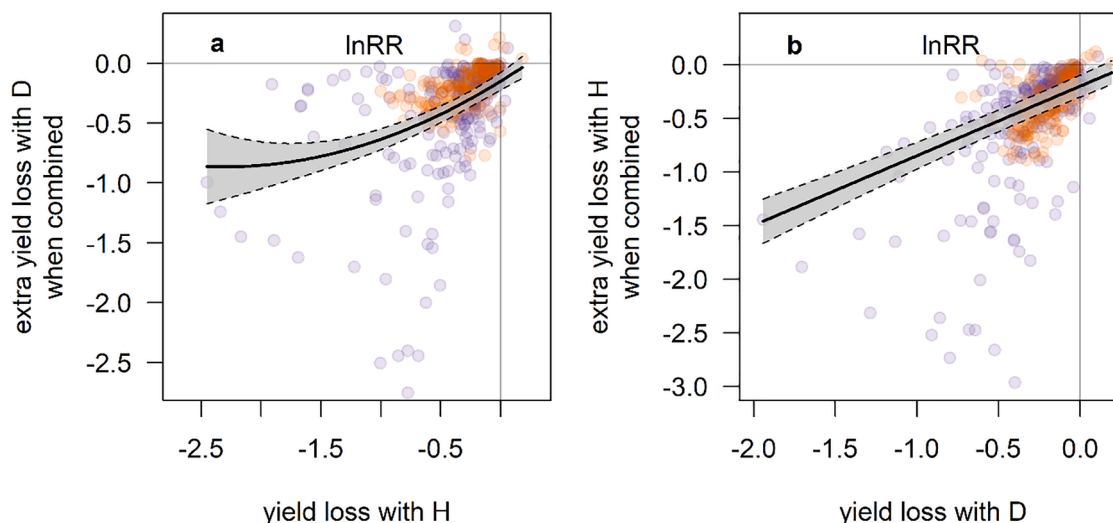 a
lnRR
0.0
-0.5
-1.0
-1.5
-2.0
-2.5
extra yield loss with D
when combined
-2.5
-1.5
-0.5
yield loss with H
b
lnRR
0.0
-0.5
-1.0
-1.5
-2.0
-2.5
-3.0
extra yield loss with H
when combined
-2.0
-1.5
-1.0
-0.5
0.0
yield loss with D